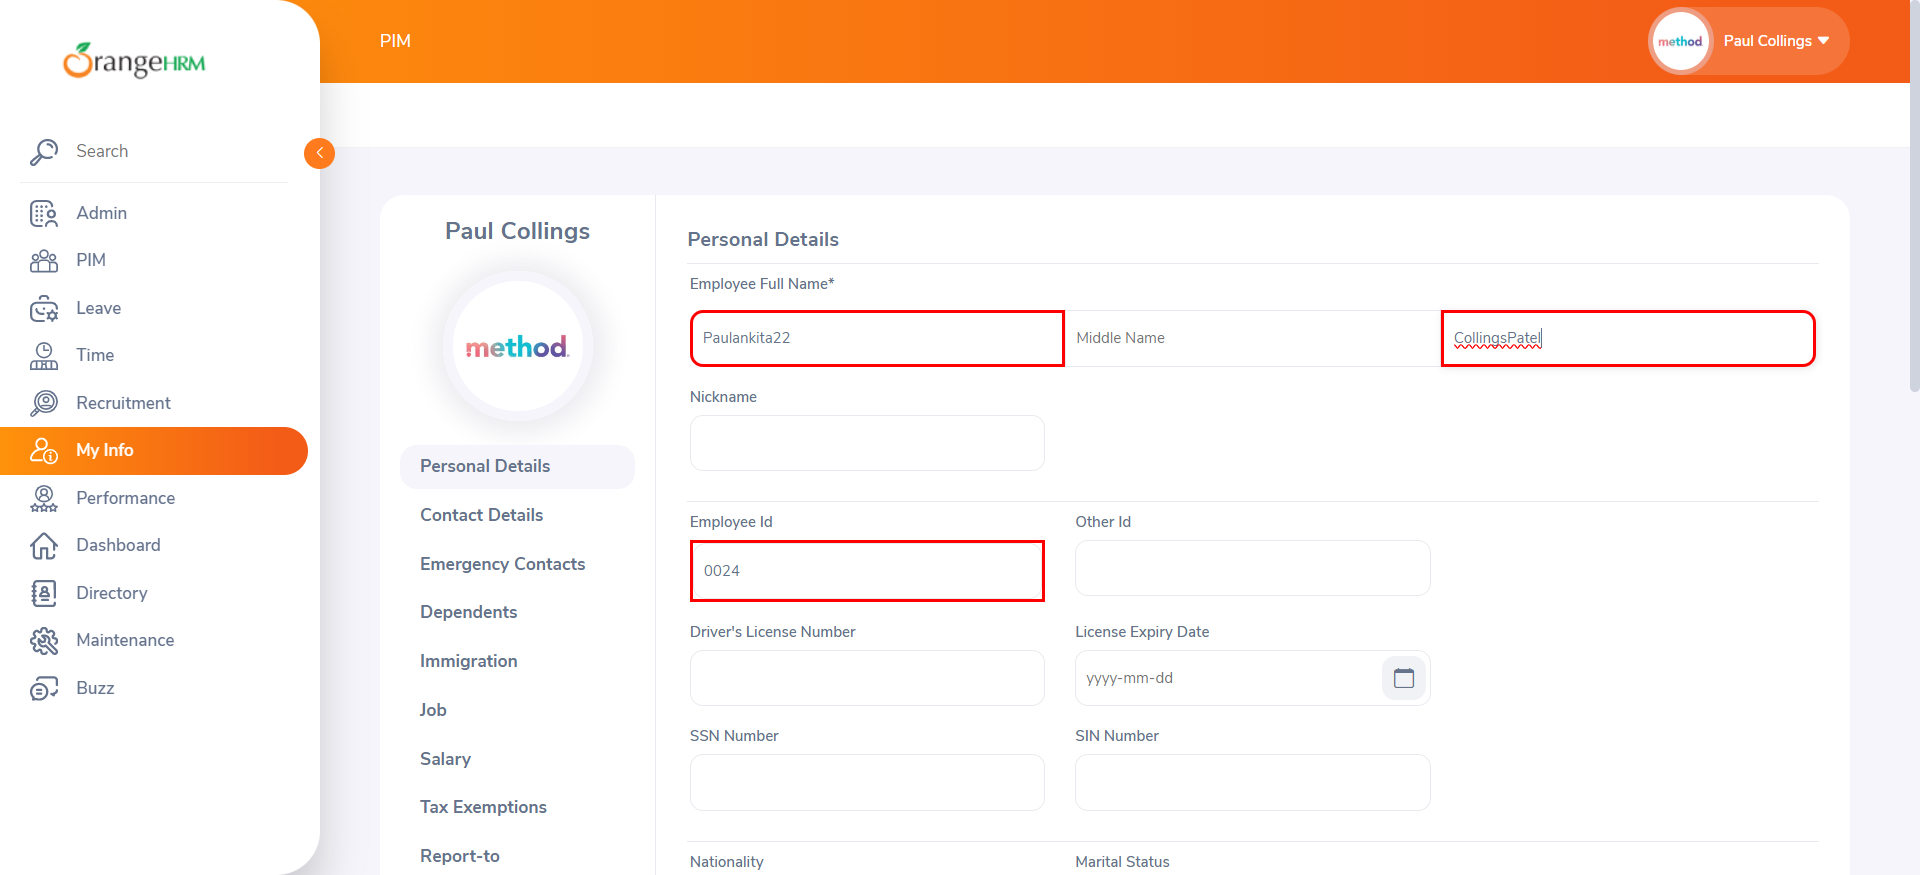 OrangeHRM
PIM
method.
Paul Collings
Search
Admin
PIM
Leave
Time
Recruitment
My Info
Performance
Dashboard
Directory
Maintenance
Buzz
Paul Collings
method.
Personal Details
Contact Details
Emergency Contacts
Dependents
Immigration
Job
Salary
Tax Exemptions
Report-to
Personal Details
Employee Full Name*
Paulankita22 Middle Name CollingsPatel
Nickname
Employee Id Other Id
0024
Driver's License Number License Expiry Date
yyyy-mm-dd
SSN Number SIN Number
Nationality Marital Status